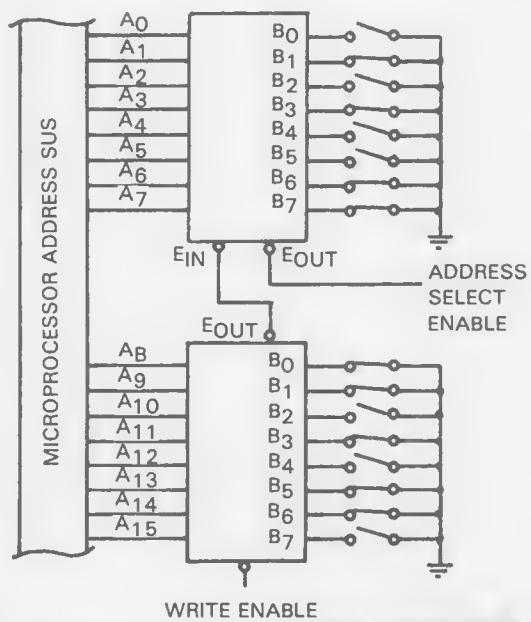 MICROPROCESSOR ADDRESS SUS
A0
A1
A2
A3
A4
A5
A6
A7
B0
B1
B2
B3
B4
B5
B6
B7
EIN
EOUT
ADDRESS
SELECT
ENABLE
EOUT
AB
A9
A10
A11
A12
A13
A14
A15
B0
B1
B2
B3
B4
B5
B6
B7
WRITE ENABLE